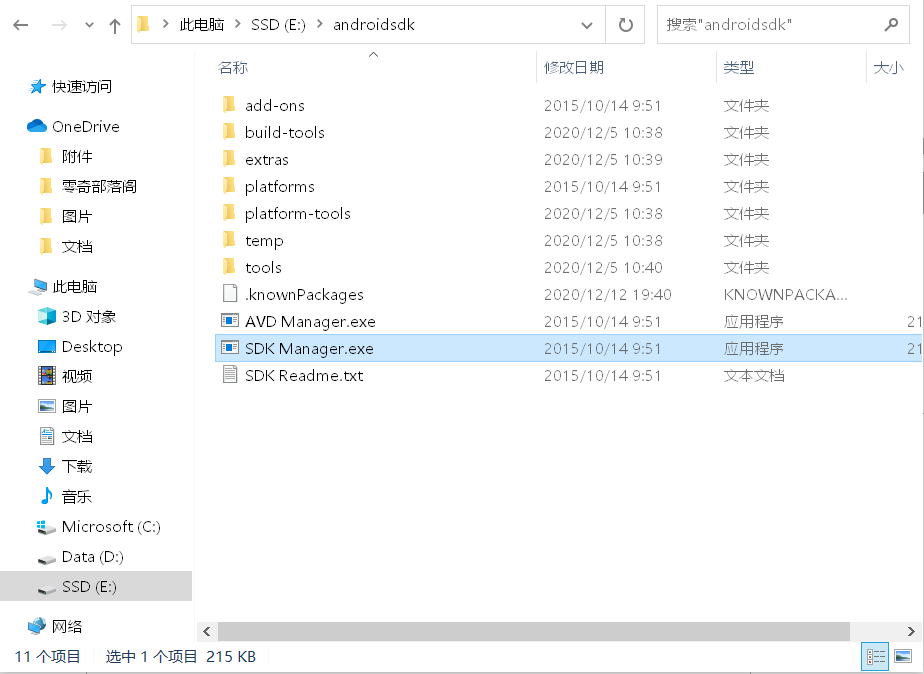 此电脑 SSD (E:) androidsdk 搜索"androidsdk"
名称 修改日期 类型 大小
快速访问
OneDrive
附件
零奇部落阁
图片
文档
此电脑
3D 对象
Desktop
视频
图片
文档
下载
音乐
Microsoft (C:)
Data (D:)
SSD (E:)
网络
add-ons 2015/10/14 9:51 文件夹
build-tools 2020/12/5 10:38 文件夹
extras 2020/12/5 10:39 文件夹
platforms 2015/10/14 9:51 文件夹
platform-tools 2020/12/5 10:38 文件夹
temp 2020/12/5 10:38 文件夹
tools 2020/12/5 10:40 文件夹
.knownPackages 2020/12/12 19:40 KNOWNPACKA...
AVD Manager.exe 2015/10/14 9:51 应用程序 21
SDK Manager.exe 2015/10/14 9:51 应用程序 21
SDK Readme.txt 2015/10/14 9:51 文本文档
11 个项目 选中 1 个项目 215 KB